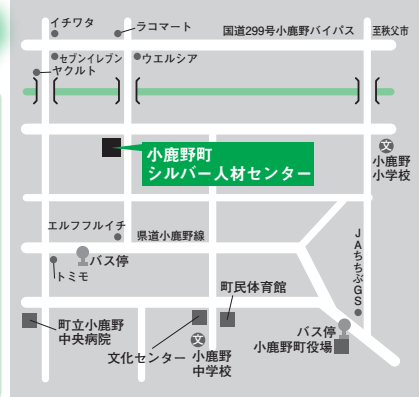 イチワタ
ラコマート
国道299号小鹿野バイパス
至秩父市
セブンイレブン
ウエルシア
ヤクルト
小鹿野町
シルバー人材センター
文
小鹿野
小学校
エルフフルイチ
県道小鹿野線
バス停
トミモ
JAちちぶGS
町民体育館
町立小鹿野
中央病院
文化センター
文
小鹿野
中学校
バス停
小鹿野町役場